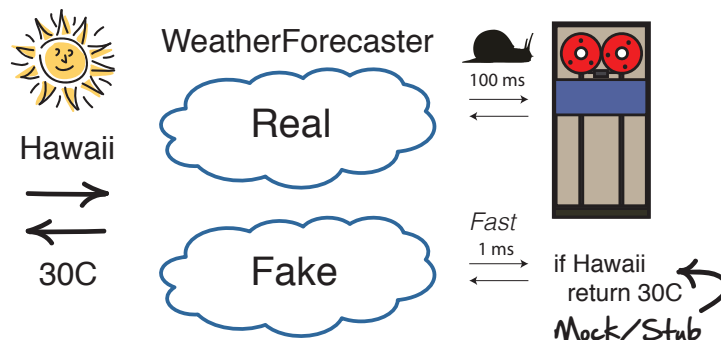 WeatherForecaster
100 ms
Real
Hawaii
30C
Fast
1 ms
Fake
if Hawaii
return 30C
Mock/Stub